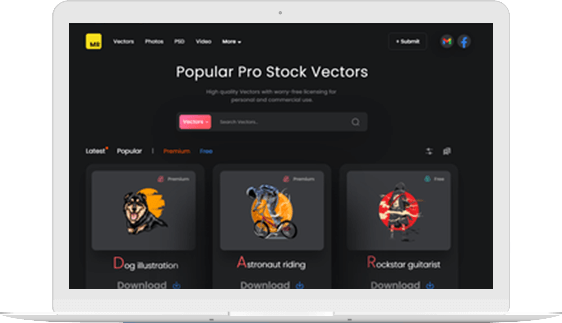 MS Vectors Photos PSD Video More + Submit
Popular Pro Stock Vectors
High quality Vectors with worry-free licensing for
personal and commercial use.
Vectors Search Vectors..
Latest Popular | Premium Free
Premium Premium Free
Dog illustration Astronaut riding Rockstar guitarist
Download Download Download